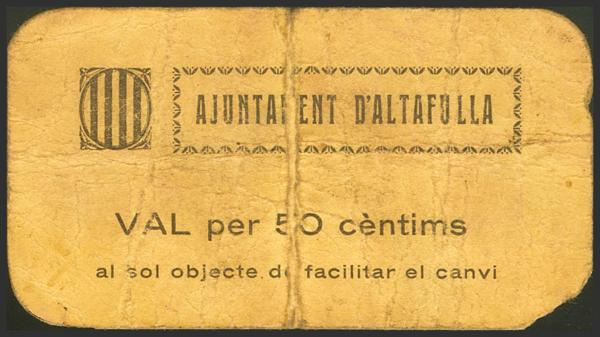 AJUNTAMENT D'ALTAFULLA
VAL per 50 cèntims
al sol objecte de facilitar el canvi